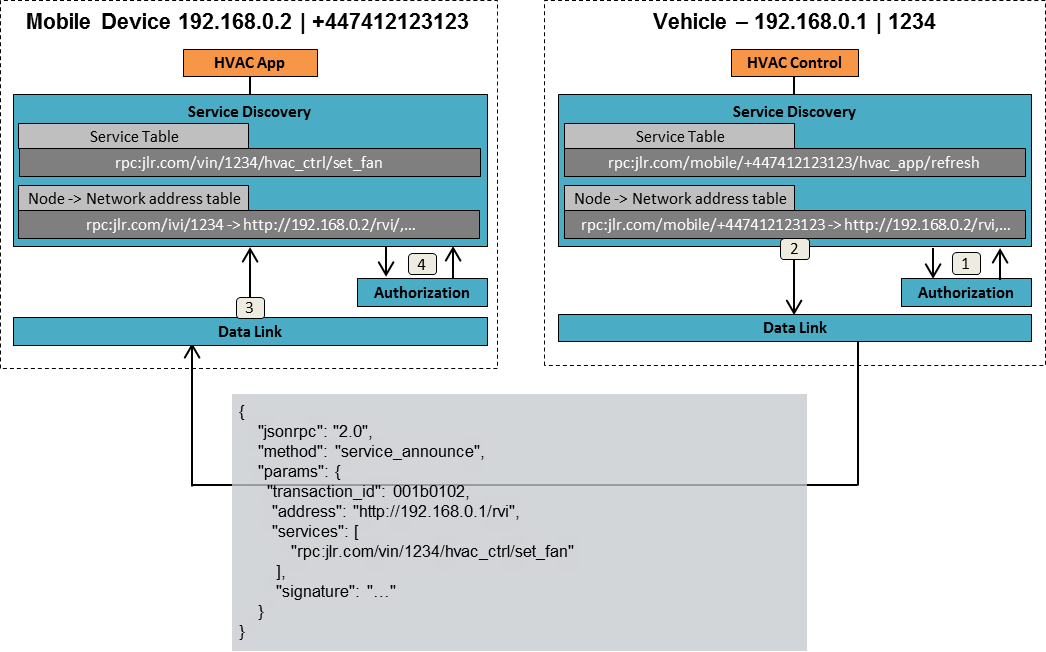 Mobile Device 192.168.0.2 | +447412123123
HVAC App
Service Discovery
Service Table
rpc:jlr.com/vin/1234/hvac_ctrl/set_fan
Node -> Network address table
rpc:jlr.com/ivi/1234 -> http://192.168.0.2/rvi/,...
4
Authorization
3
Data Link
Vehicle – 192.168.0.1 | 1234
HVAC Control
Service Discovery
Service Table
rpc:jlr.com/mobile/+447412123123/hvac_app/refresh
Node -> Network address table
rpc:jlr.com/mobile/+447412123123 -> http://192.168.0.2/rvi,...
2
1
Authorization
Data Link
{
"jsonrpc": "2.0",
"method": "service_announce",
"params": {
"transaction_id": 001b0102,
"address": "http://192.168.0.1/rvi",
"services": [
"rpc:jlr.com/vin/1234/hvac_ctrl/set_fan"
],
"signature": "…"
}
}